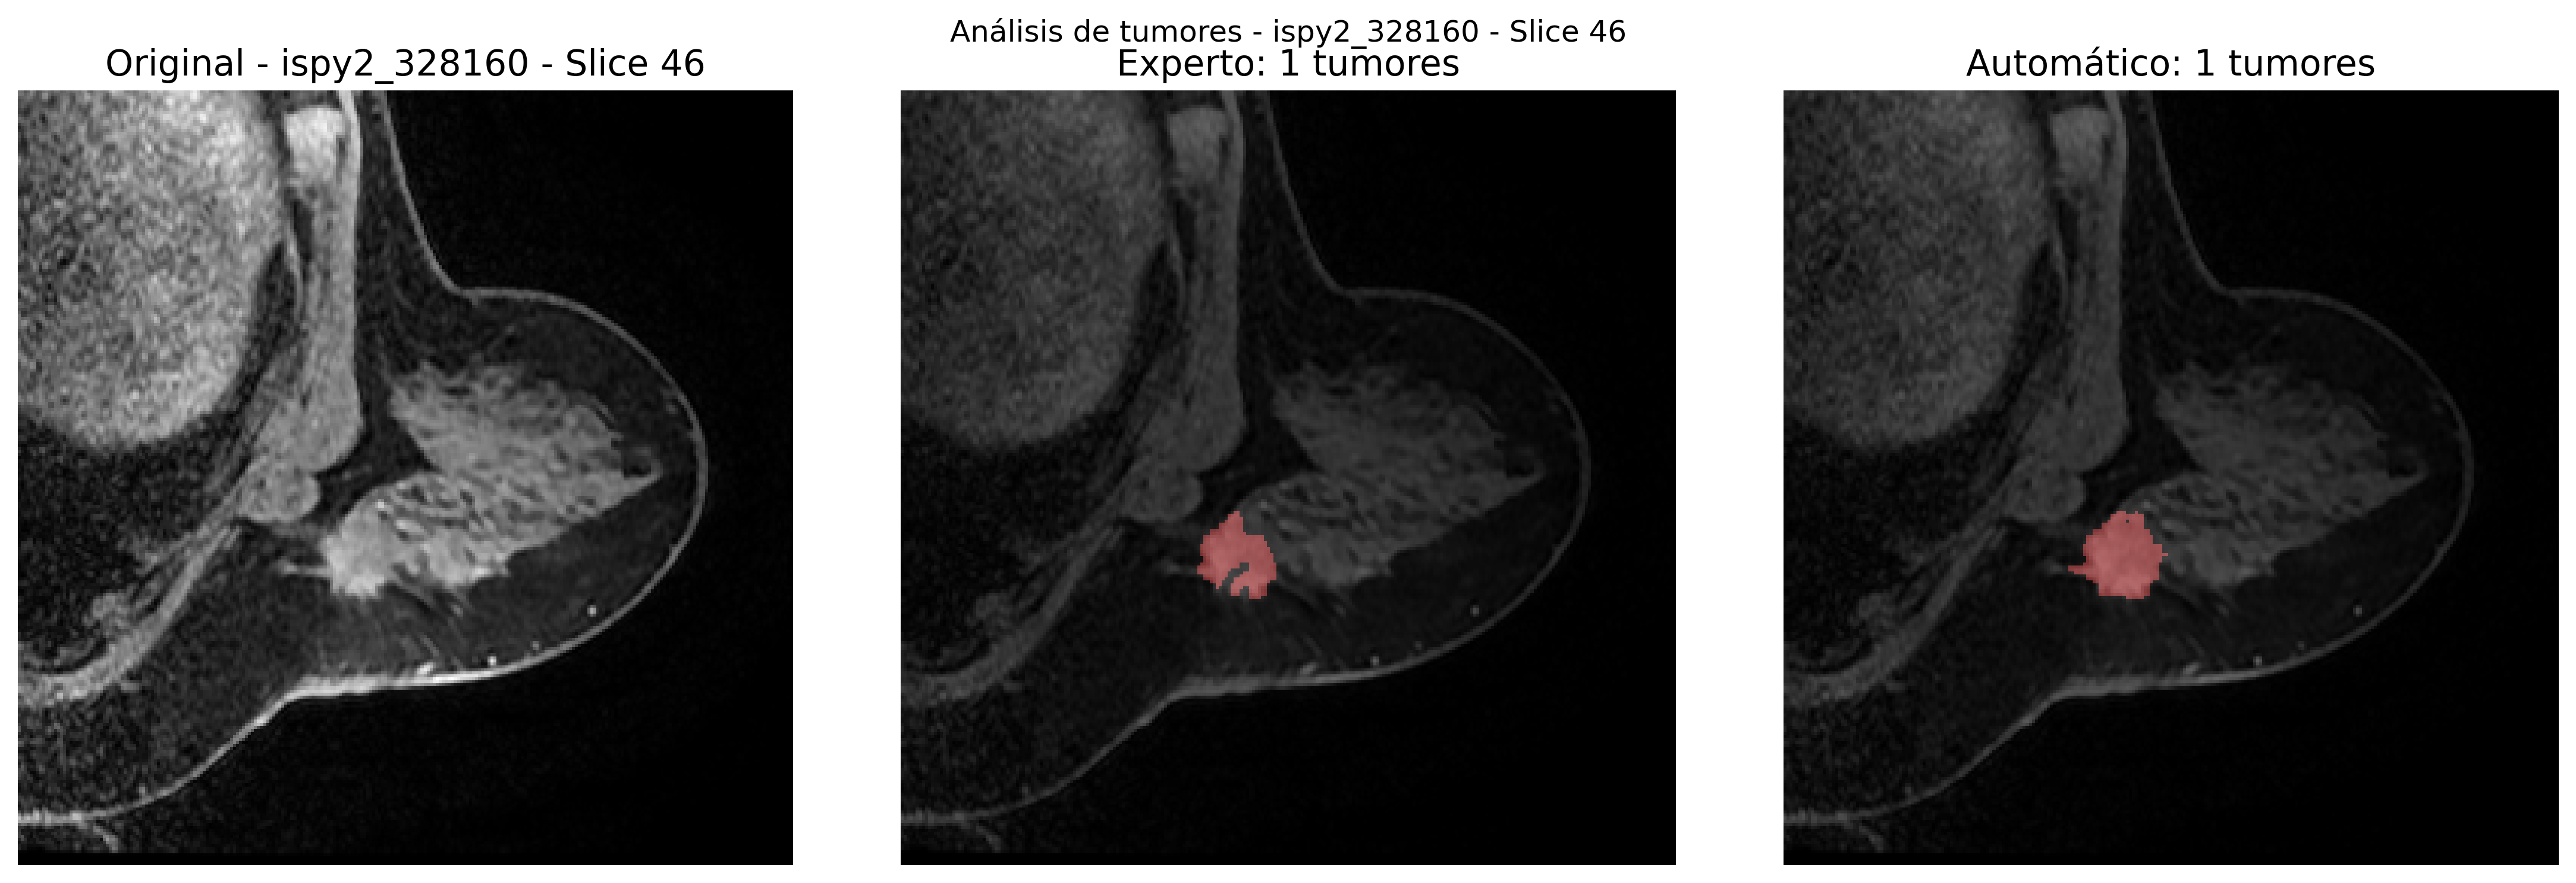 Análisis de tumores - ispy2_328160 - Slice 46
Original - ispy2_328160 - Slice 46
Experto: 1 tumores
Automático: 1 tumores